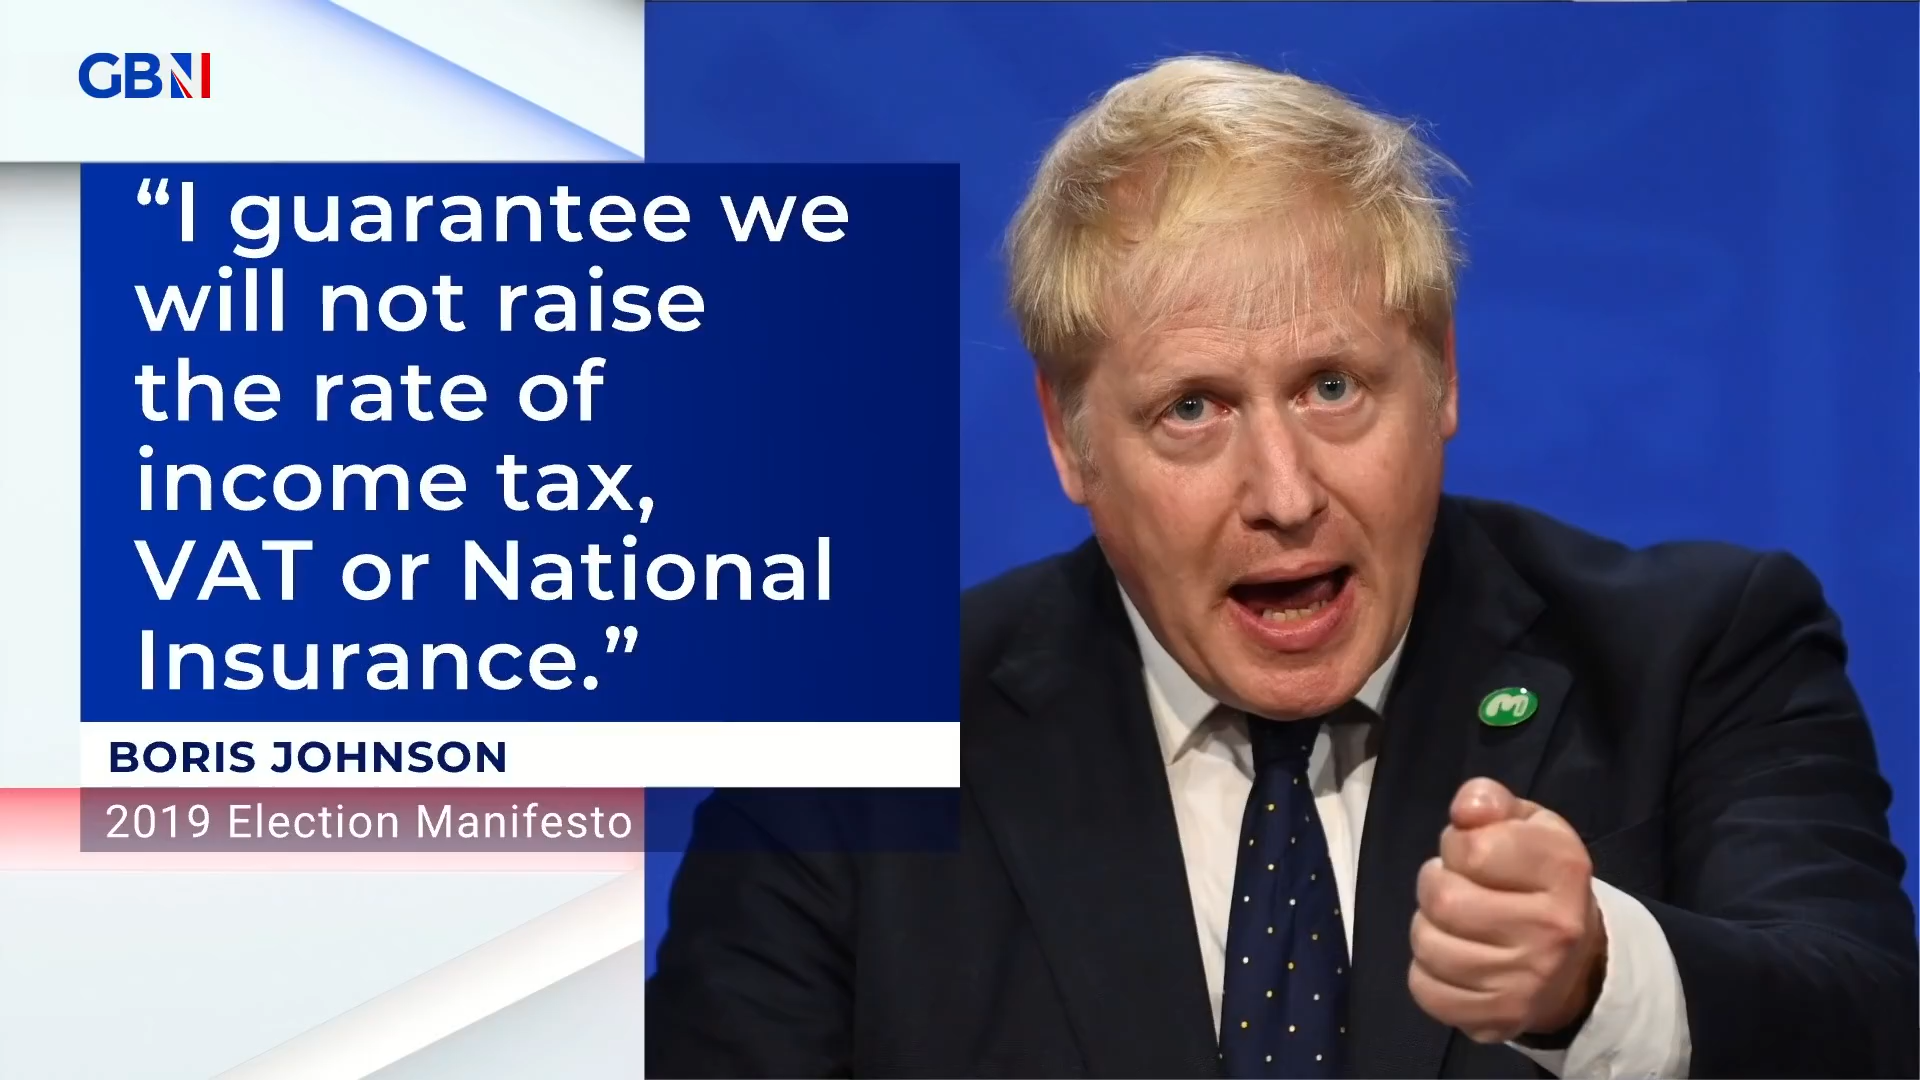 GBN
“I guarantee we
will not raise
the rate of
income tax,
VAT or National
Insurance.”
BORIS JOHNSON
2019 Election Manifesto